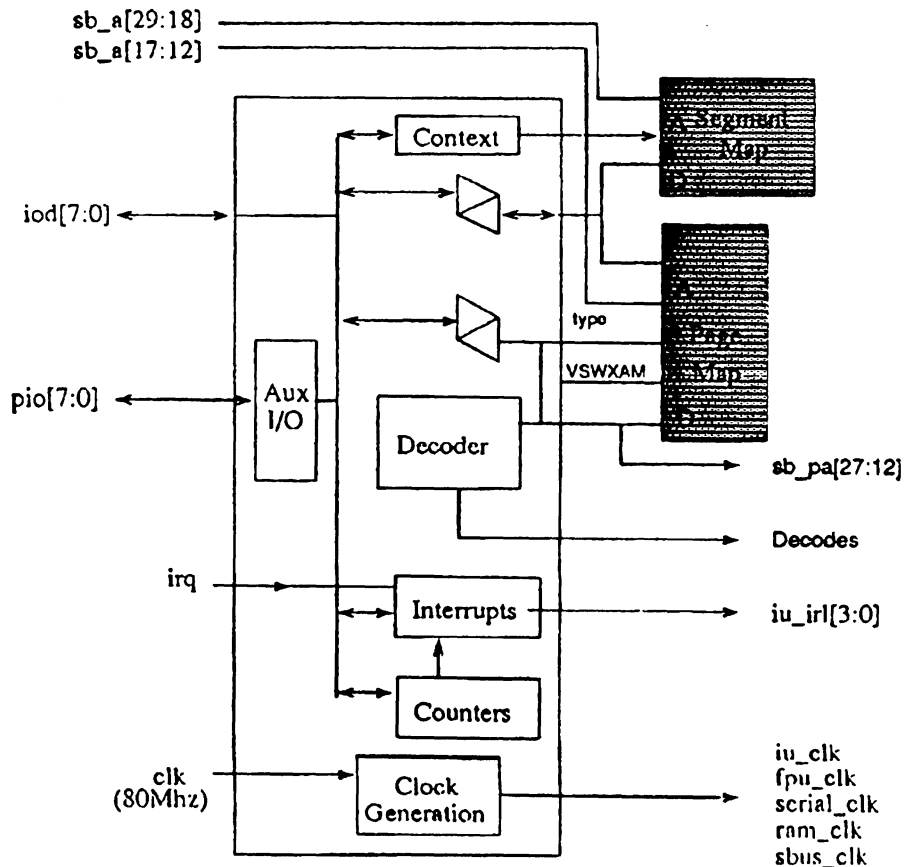 sb_a[29:18]
sb_a[17:12]
Context
A Segment
Map
D
iod[7:0]
A
type
Page
VSWXAM
Map
D
pio[7:0]
Aux
I/O
Decoder
sb_pa[27:12]
Decodes
irq
Interrupts
iu_irl[3:0]
Counters
clk
(80Mhz)
Clock
Generation
iu_clk
fpu_clk
serial_clk
ram_clk
sbus_clk